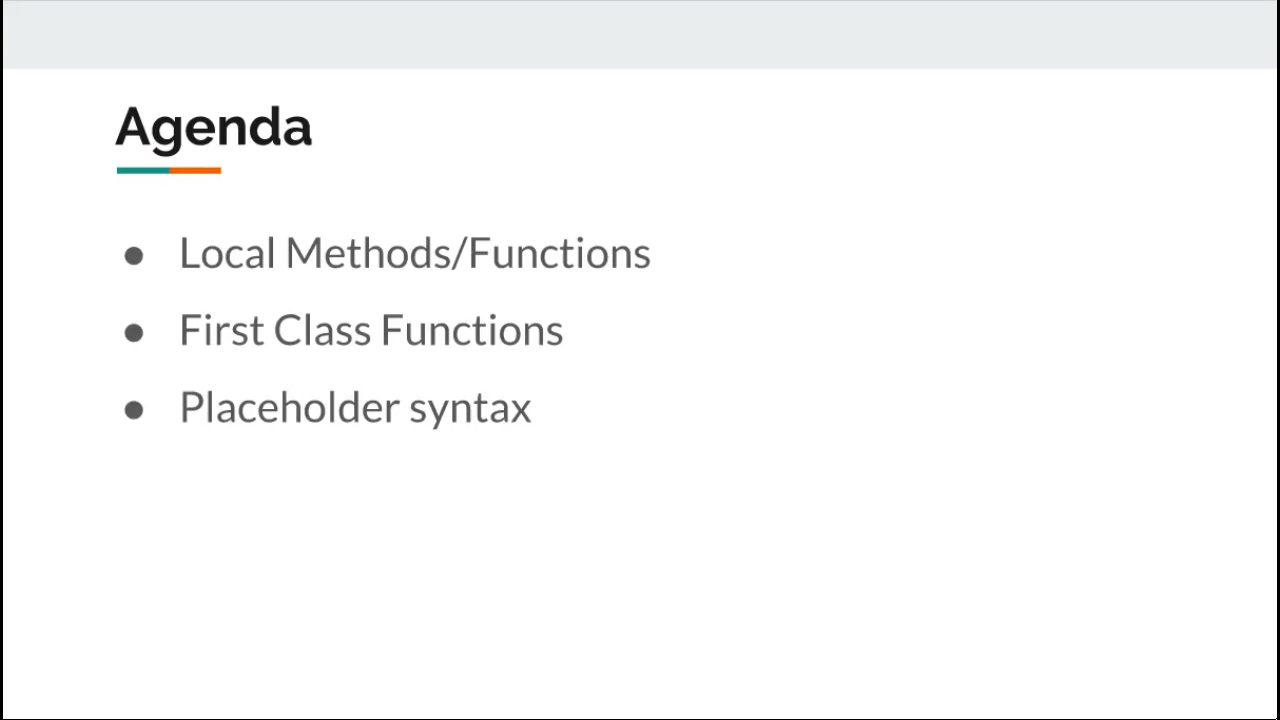 Agenda
● Local Methods/Functions
● First Class Functions
● Placeholder syntax